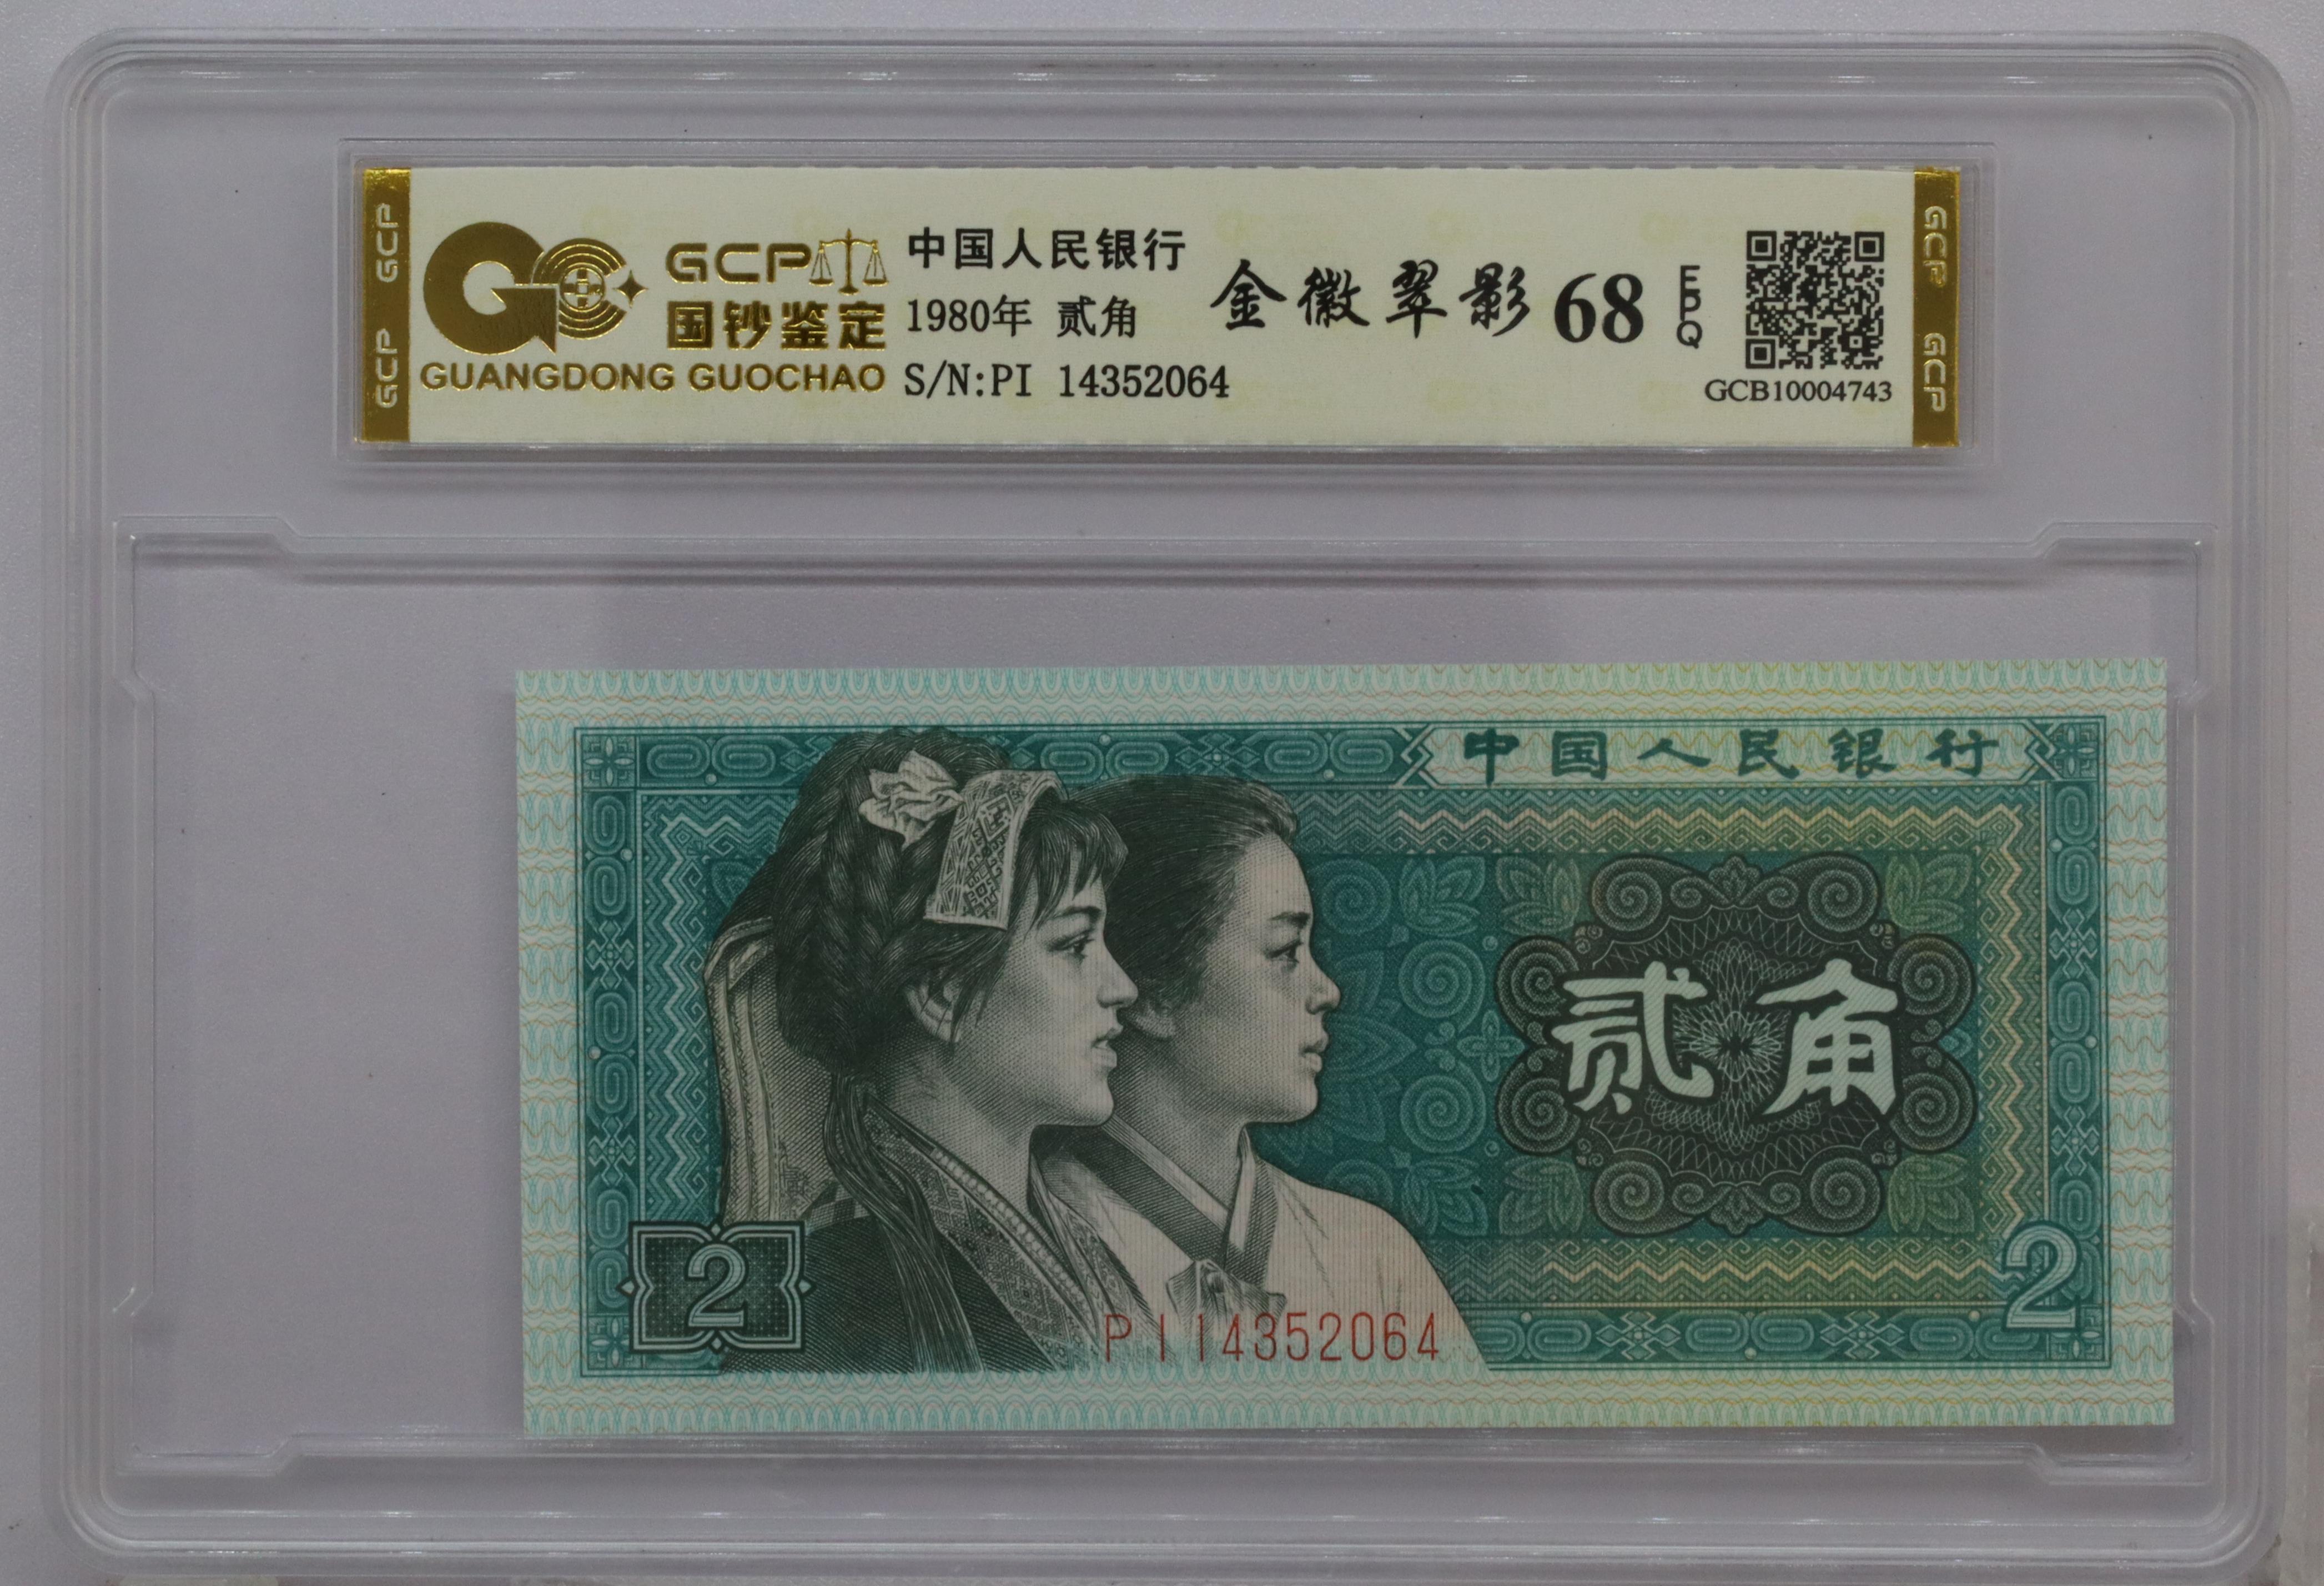 GCP GCP
GCP
国钞鉴定
GUANGDONG GUOCHAO
中国人民银行
1980年 贰角
S/N:PI 14352064
金徽翠影 68 EPQ
GCB10004743
GCP GCP
中国人民银行
贰角
2
2
PI14352064